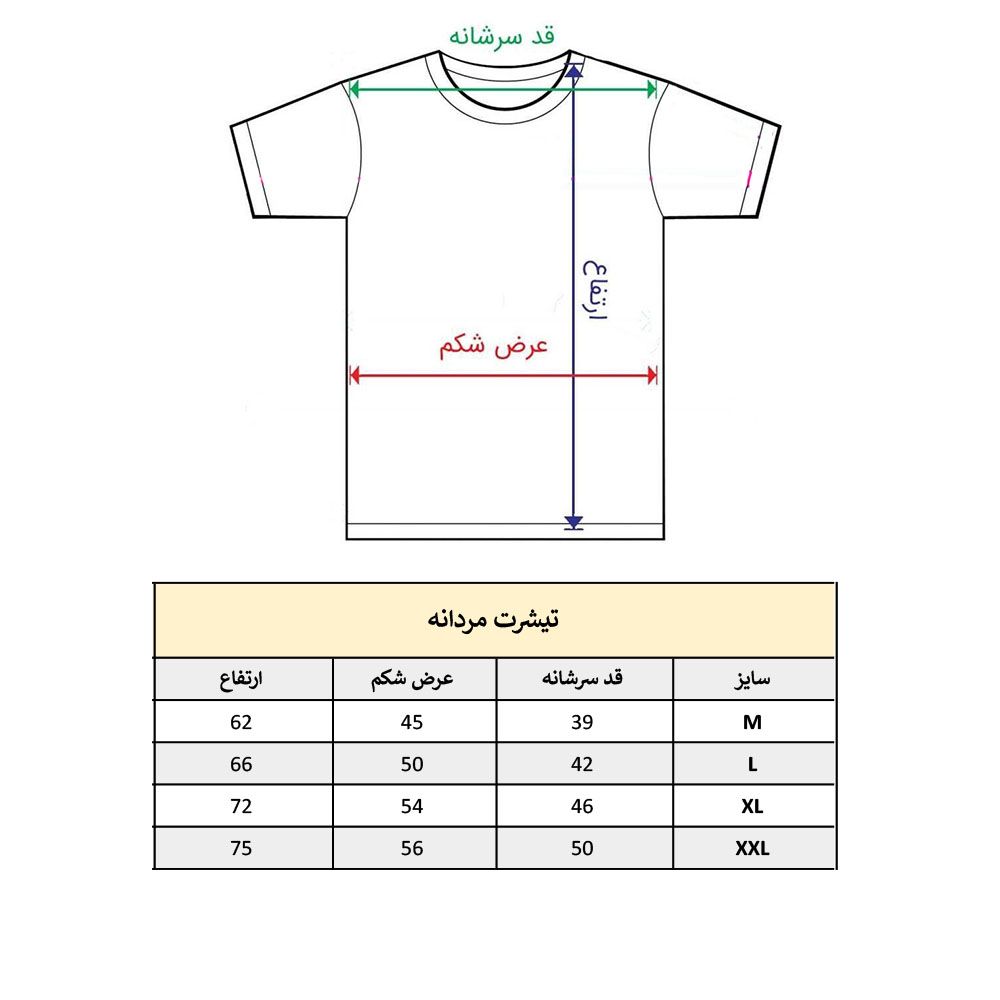 قد سرشانه
ارتفاع
عرض شکم
تیشرت مردانه
سایز قد سرشانه عرض شکم ارتفاع
M 39 45 62
L 42 50 66
XL 46 54 72
XXL 50 56 75